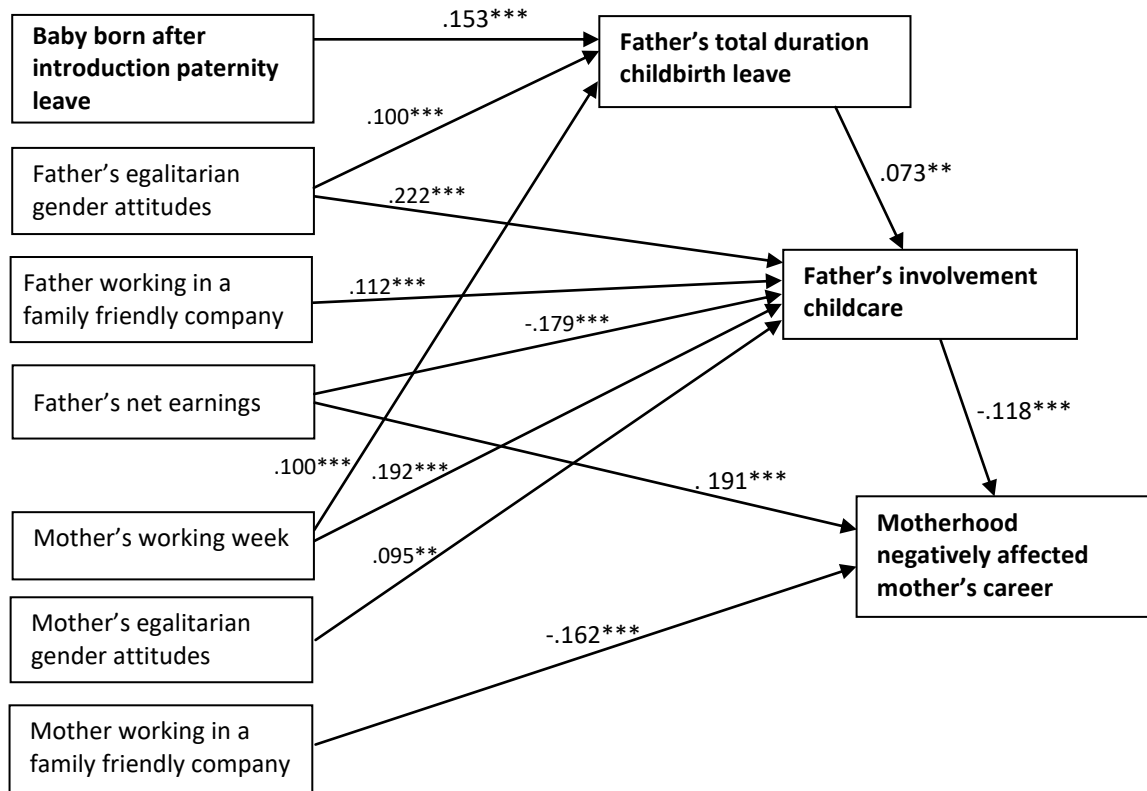 .153***
Baby born after
introduction paternity
leave
Father's total duration
childbirth leave
.100***
.073**
Father's egalitarian
gender attitudes
.222***
Father working in a
family friendly company
.112***
Father's involvement
childcare
-.179***
Father's net earnings
-.118***
.100***
.192***
. 191***
Mother's working week
.095**
Motherhood
negatively affected
mother's career
Mother's egalitarian
gender attitudes
-.162***
Mother working in a
family friendly company